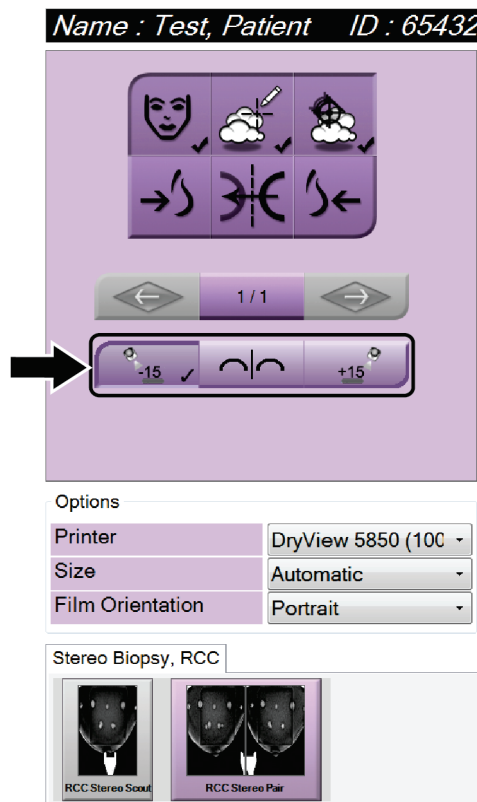 Name : Test, Patient ID : 65432
1 / 1
-15 +15
Options
Printer DryView 5850 (100
Size Automatic
Film Orientation Portrait
Stereo Biopsy, RCC
RCC Stereo Scout RCC Stereo Pair